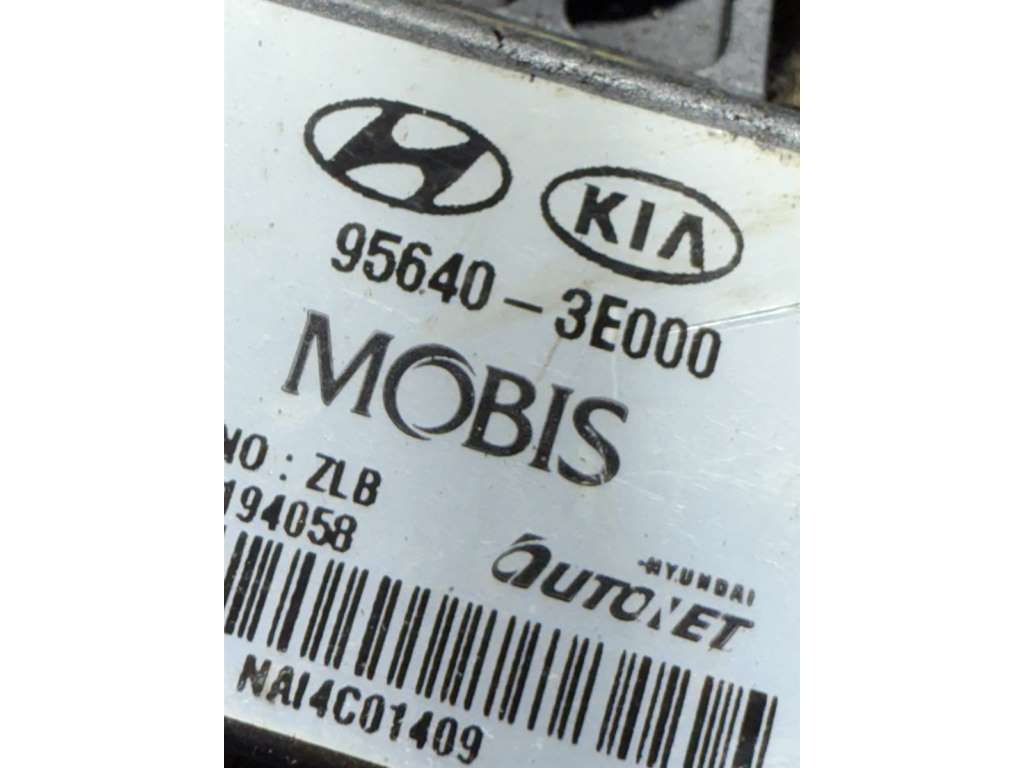 KIA
95640-3E000
MOBIS
NO : ZLB
194058
HYUNDAI
AUTONET
NAI4C01409